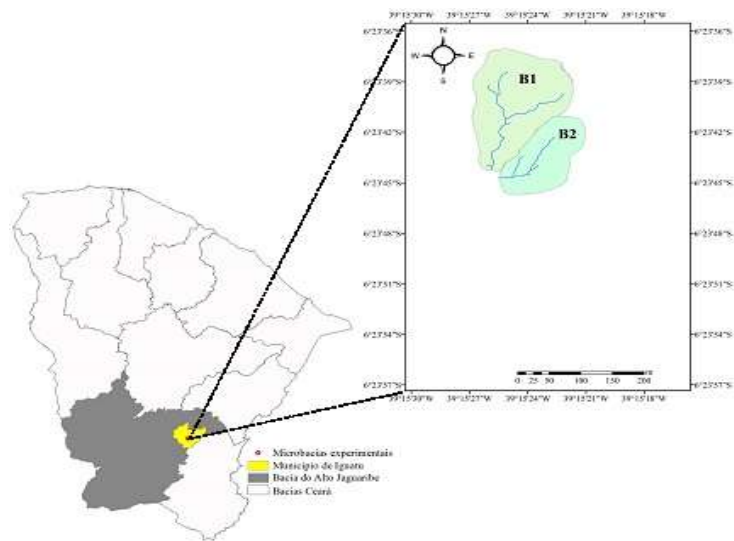 39°15'30"W 39°15'27"W 39°15'24"W 39°15'21"W 39°15'18"W
6°23'36"S 6°23'36"S
N
W E
S
B1
6°23'39"S 6°23'39"S
6°23'42"S 6°23'42"S
B2
6°23'45"S 6°23'45"S
6°23'48"S 6°23'48"S
6°23'51"S 6°23'51"S
6°23'54"S 6°23'54"S
0 25 50 100 150 200
6°23'57"S 6°23'57"S
39°15'30"W 39°15'27"W 39°15'24"W 39°15'21"W 39°15'18"W
Microbacias experimentais
Município de Iguatu
Bacia do Alto Jaguaribe
Bacias Ceará